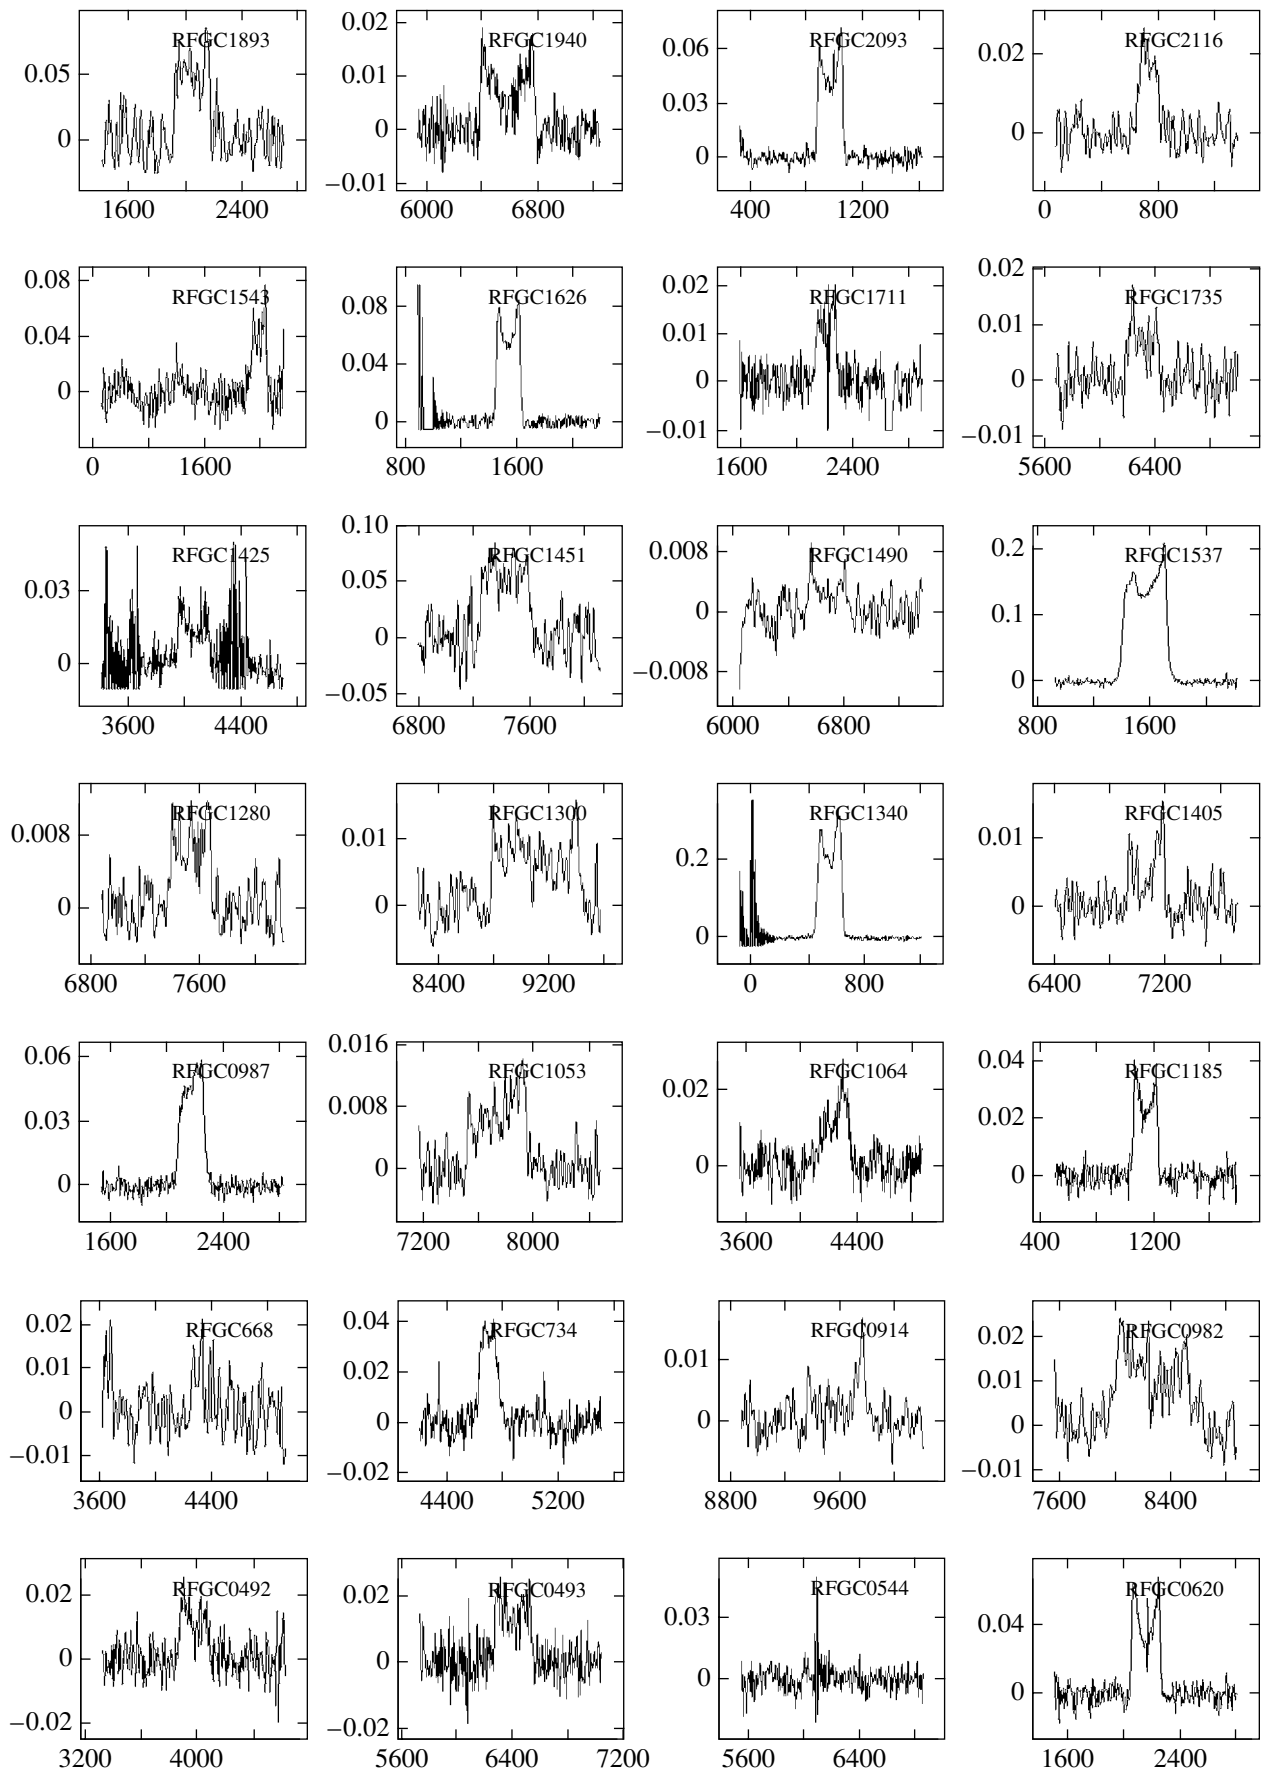 RFGC1893 RFGC1940 RFGC2093 RFGC2116
0.05 0
0.02 0.01 0 −0.01
0.06 0.03 0
0.02 0
1600 2400 6000 6800 400 1200 0 800
RFGC1543 RFGC1626 RFGC1711 RFGC1735
0.08 0.04 0
0.08 0.04 0
0.02 0.01 0 −0.01
0.02 0.01 0 −0.01
0 1600 800 1600 1600 2400 5600 6400
RFGC1425 RFGC1451 RFGC1490 RFGC1537
0.03 0
0.10 0.05 0 −0.05
0.008 0 −0.008
0.2 0.1 0
3600 4400 6800 7600 6000 6800 800 1600
RFGC1280 RFGC1300 RFGC1340 RFGC1405
0.008 0
0.01 0
0.2 0
0.01 0
6800 7600 8400 9200 0 800 6400 7200
RFGC0987 RFGC1053 RFGC1064 RFGC1185
0.06 0.03 0
0.016 0.008 0
0.02 0
0.04 0.02 0
1600 2400 7200 8000 3600 4400 400 1200
RFGC668 RFGC734 RFGC0914 RFGC0982
0.02 0.01 0 −0.01
0.04 0.02 0 −0.02
0.01 0
0.02 0.01 0 −0.01
3600 4400 4400 5200 8800 9600 7600 8400
RFGC0492 RFGC0493 RFGC0544 RFGC0620
0.02 0 −0.02
0.02 0 −0.02
0.03 0
0.04 0
3200 4000 5600 6400 7200 5600 6400 1600 2400